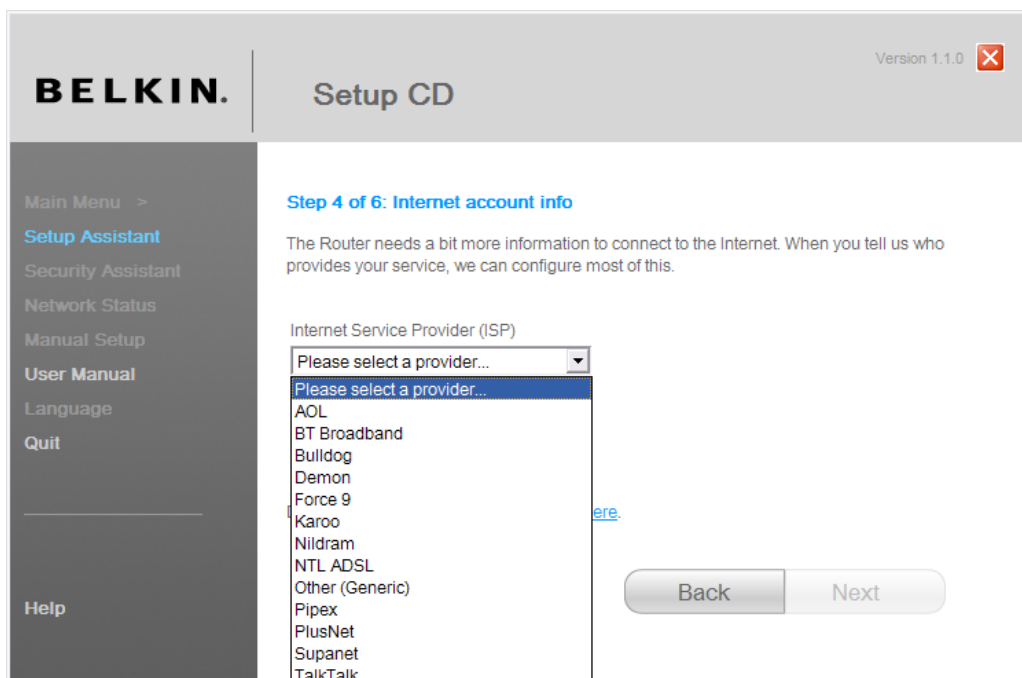 BELKIN.
Setup CD
Version 1.1.0
Main Menu >
Setup Assistant
Security Assistant
Network Status
Manual Setup
User Manual
Language
Quit
Help
Step 4 of 6: Internet account info
The Router needs a bit more information to connect to the Internet. When you tell us who
provides your service, we can configure most of this.
Internet Service Provider (ISP)
Please select a provider...
Please select a provider...
AOL
BT Broadband
Bulldog
Demon
Force 9
Karoo
Nildram
NTL ADSL
Other (Generic)
Pipex
PlusNet
Supanet
TalkTalk
ere.
Back
Next